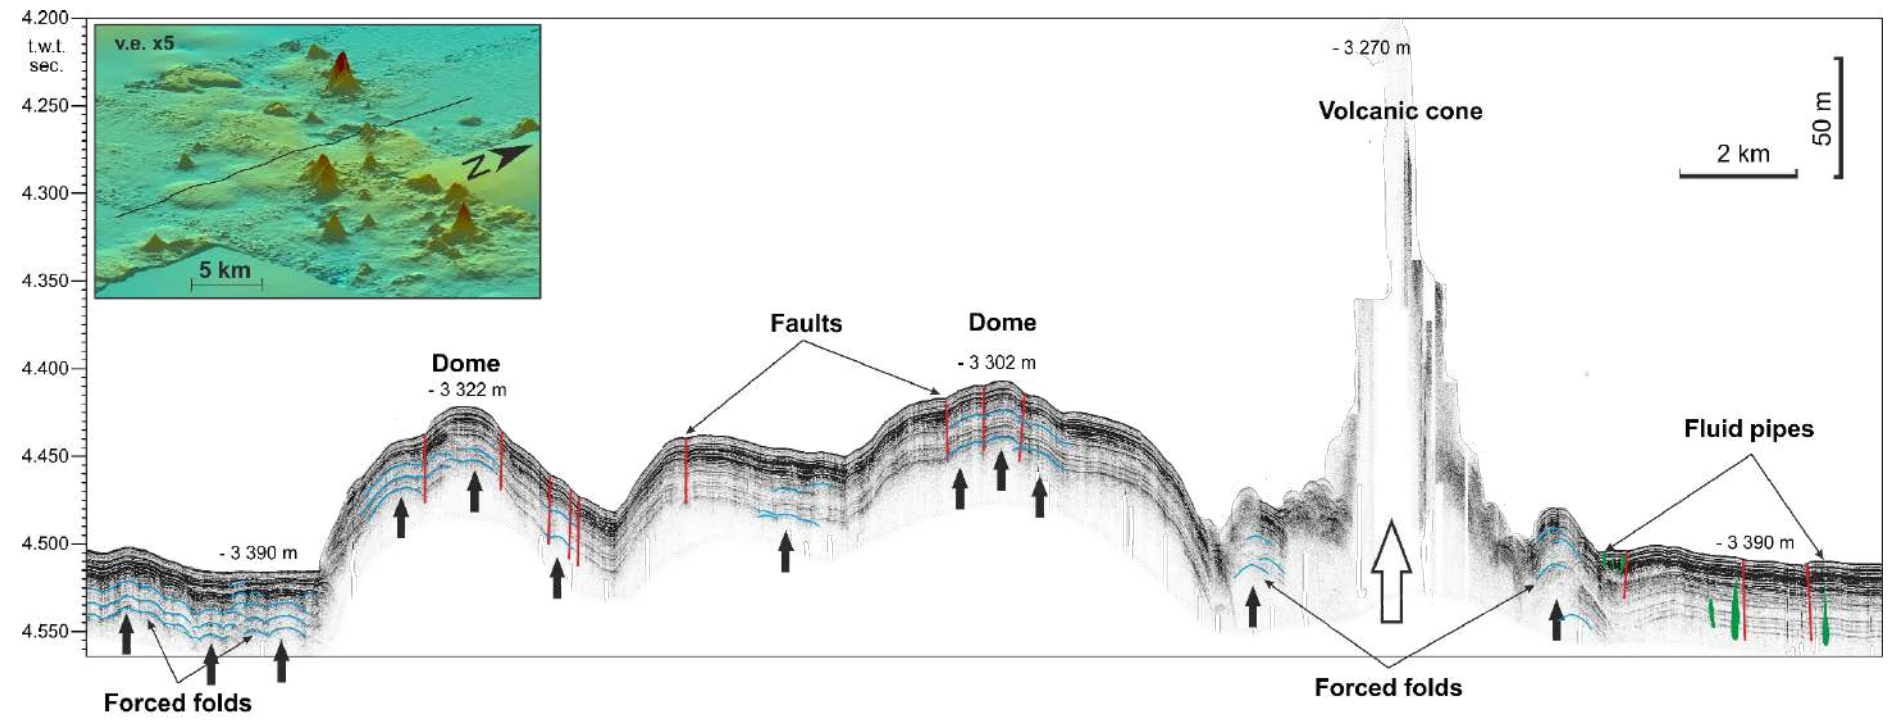 4.200
t.w.t.
sec.
4.250
4.300
4.350
4.400
4.450
4.500
4.550
v.e. x5
N
5 km
- 3 270 m
Volcanic cone
2 km
50 m
Faults
Dome
- 3 302 m
Dome
- 3 322 m
Fluid pipes
- 3 390 m
- 3 390 m
Forced folds
Forced folds